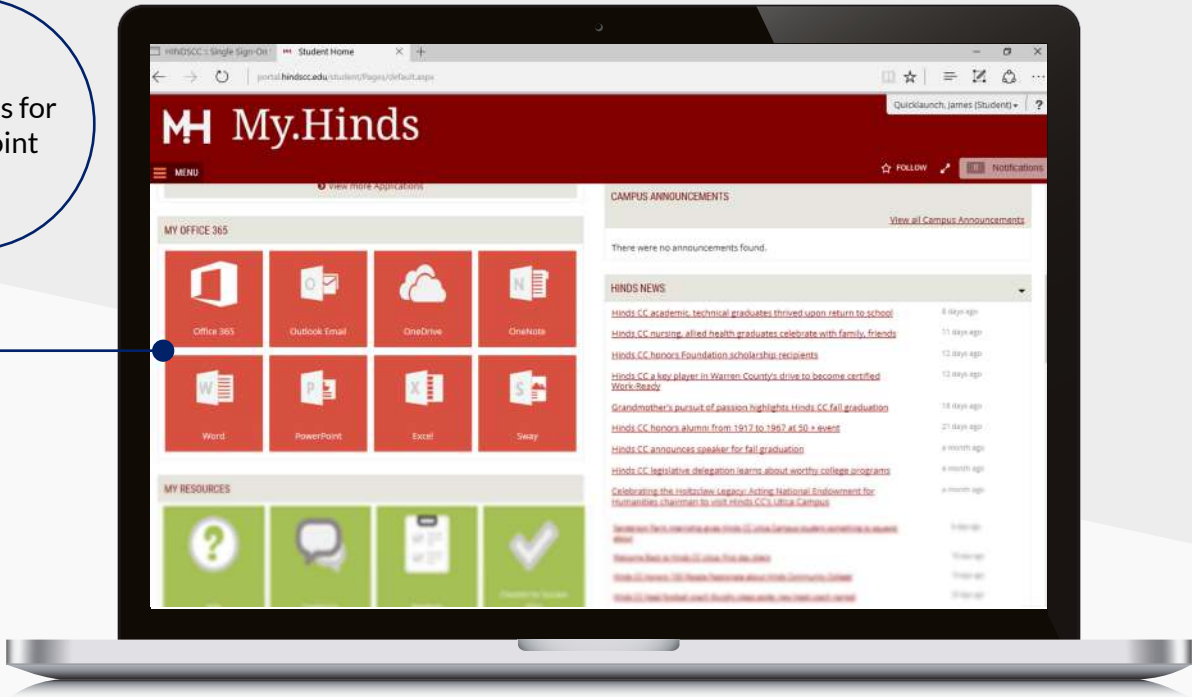 s for
oint
HINDSCC :: Single Sign-On
MH Student Home
portal.hindscc.edu/student/Pages/default.aspx
Quicklaunch, James (Student)
?
MH My.Hinds
MENU
FOLLOW
Notifications
View more Applications
MY OFFICE 365
Office 365
Outlook Email
OneDrive
OneNote
Word
PowerPoint
Excel
Sway
MY RESOURCES
CAMPUS ANNOUNCEMENTS
View all Campus Announcements
There were no announcements found.
HINDS NEWS
Hinds CC academic, technical graduates thrived upon return to school 8 days ago
Hinds CC nursing, allied health graduates celebrate with family, friends 11 days ago
Hinds CC honors Foundation scholarship recipients 12 days ago
Hinds CC a key player in Warren County's drive to become certified 12 days ago
Work-Ready
Grandmother's pursuit of passion highlights Hinds CC fall graduation 18 days ago
Hinds CC honors alumni from 1917 to 1967 at 50 + event 21 days ago
Hinds CC announces speaker for fall graduation a month ago
Hinds CC legislative delegation learns about worthy college programs a month ago
Celebrating the Holtzclaw Legacy: Acting National Endowment for a month ago
Humanities chairman to visit Hinds CC's Utica Campus